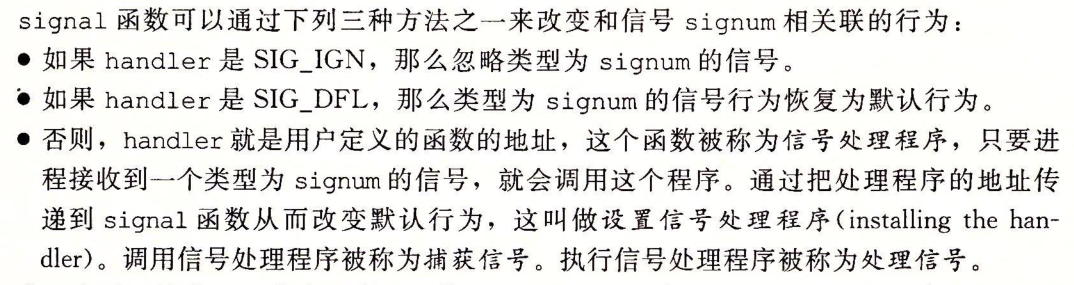 signal 函数可以通过下列三种方法之一来改变和信号 signum 相关联的行为：
● 如果 handler 是 SIG_IGN，那么忽略类型为 signum 的信号。
● 如果 handler 是 SIG_DFL，那么类型为 signum 的信号行为恢复为默认行为。
● 否则，handler 就是用户定义的函数的地址，这个函数被称为信号处理程序，只要进
程接收到一个类型为 signum 的信号，就会调用这个程序。通过把处理程序的地址传
递到 signal 函数从而改变默认行为，这叫做设置信号处理程序(installing the han-
dler)。调用信号处理程序被称为捕获信号。执行信号处理程序被称为处理信号。